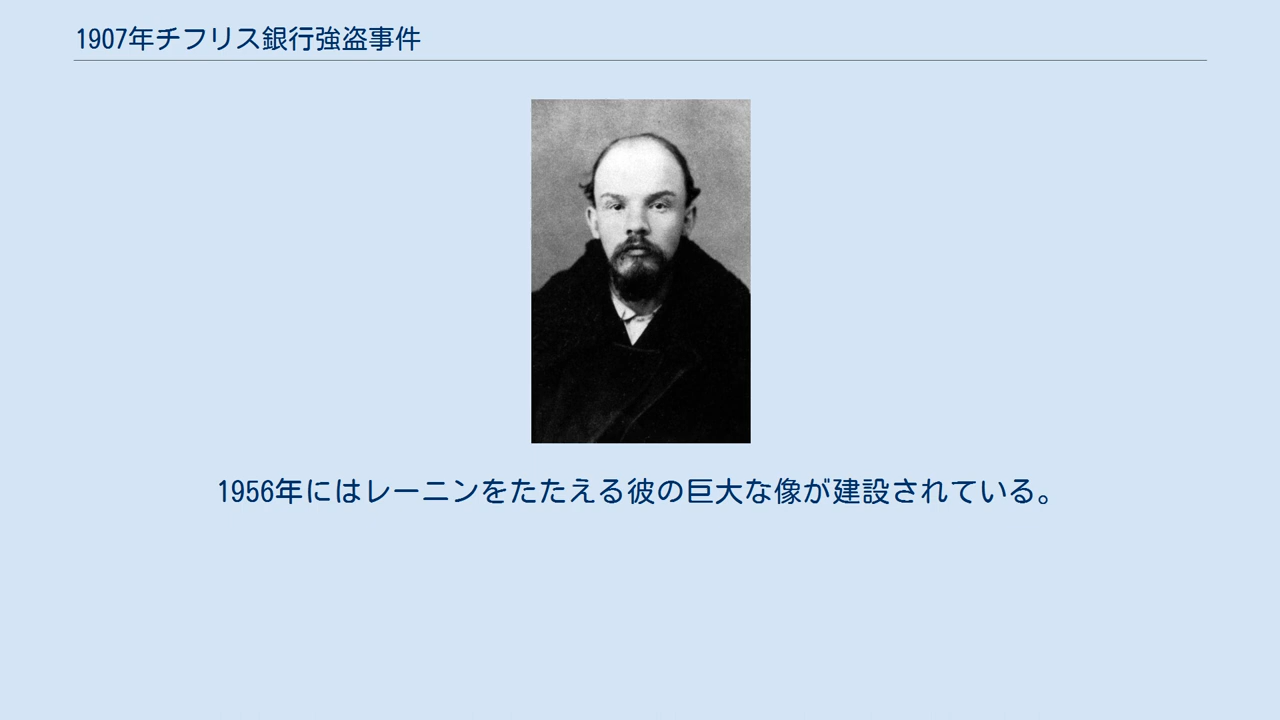 1907年チフリス銀行強盗事件
1956年にはレーニンをたたえる彼の巨大な像が建設されている。